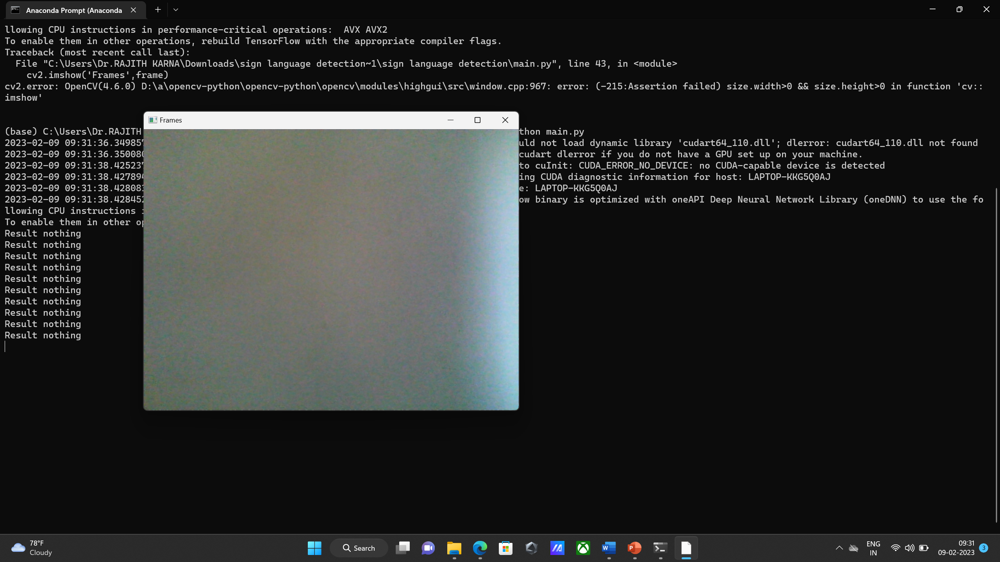 Anaconda Prompt (Anaconda
llowing CPU instructions in performance-critical operations:  AVX AVX2
To enable them in other operations, rebuild TensorFlow with the appropriate compiler flags.
Traceback (most recent call last):
  File "C:\Users\Dr.RAJITH KARNA\Downloads\sign language detection~1\sign language detection\main.py", line 43, in <module>
    cv2.imshow('Frames',frame)
cv2.error: OpenCV(4.6.0) D:\a\opencv-python\opencv-python\opencv\modules\highgui\src\window.cpp:967: error: (-215:Assertion failed) size.width>0 && size.height>0 in function 'cv::
imshow'
Frames
(base) C:\Users\Dr.RAJITH thon main.py
2023-02-09 09:31:36.34985 uld not load dynamic library 'cudart64_110.dll'; dlerror: cudart64_110.dll not found
2023-02-09 09:31:36.35008 cudart dlerror if you do not have a GPU set up on your machine.
2023-02-09 09:31:38.42523 to cuInit: CUDA_ERROR_NO_DEVICE: no CUDA-capable device is detected
2023-02-09 09:31:38.42789 ing CUDA diagnostic information for host: LAPTOP-KKG5Q0AJ
2023-02-09 09:31:38.42808 e: LAPTOP-KKG5Q0AJ
2023-02-09 09:31:38.42845 ow binary is optimized with oneAPI Deep Neural Network Library (oneDNN) to use the fo
llowing CPU instructions
To enable them in other o
Result nothing
Result nothing
Result nothing
Result nothing
Result nothing
Result nothing
Result nothing
Result nothing
Result nothing
Result nothing
78°F
Cloudy
Search
ENG
IN
09:31
09-02-2023
3